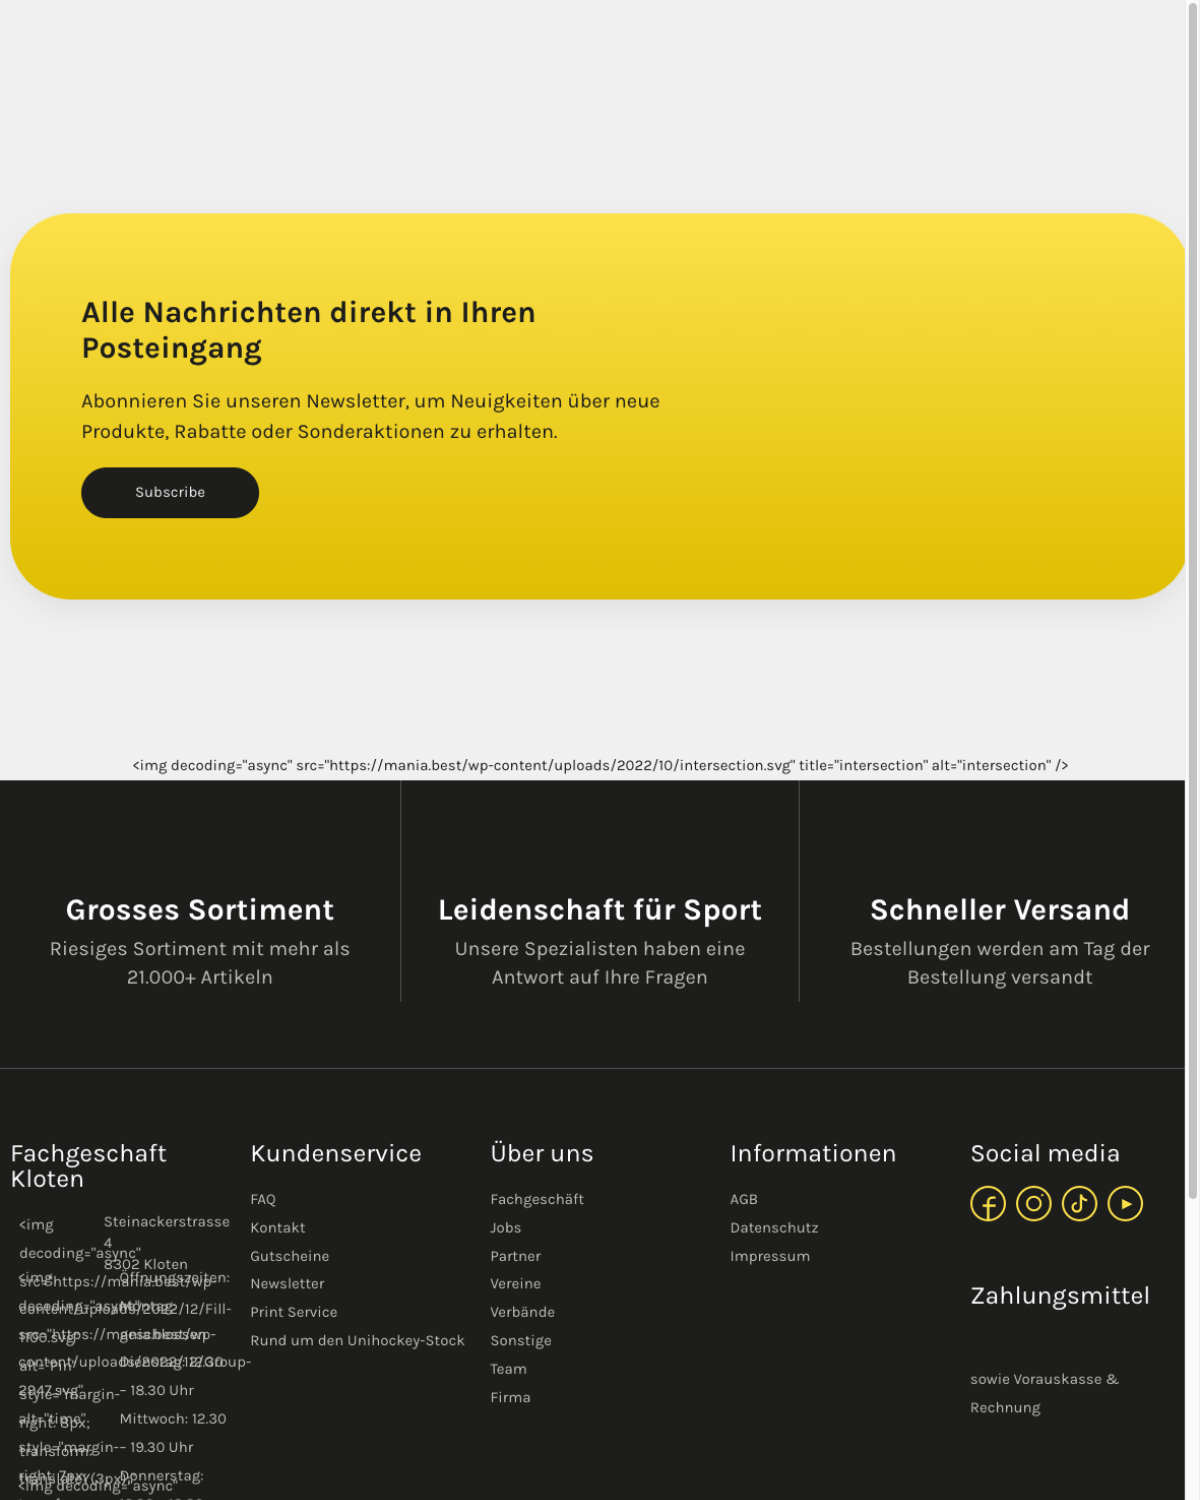 Alle Nachrichten direkt in Ihren
Posteingang
Abonnieren Sie unseren Newsletter, um Neuigkeiten über neue
Produkte, Rabatte oder Sonderaktionen zu erhalten.
Subscribe
<img decoding="async" src="https://mania.best/wp-content/uploads/2022/10/intersection.svg" title="intersection" alt="intersection" />
Grosses Sortiment
Riesiges Sortiment mit mehr als
21.000+ Artikeln
Leidenschaft für Sport
Unsere Spezialisten haben eine
Antwort auf Ihre Fragen
Schneller Versand
Bestellungen werden am Tag der
Bestellung versandt
Fachgeschaft
Kloten
<img
decoding="async"
Steinackerstrasse
4
8302 Kloten
Öffnungszeiten:
– 18.30 Uhr
Mittwoch: 12.30
– 19.30 Uhr
Donnerstag:
<img decoding="async"
Kundenservice
FAQ
Kontakt
Gutscheine
Newsletter
Print Service
Rund um den Unihockey-Stock
Über uns
Fachgeschäft
Jobs
Partner
Vereine
Verbände
Sonstige
Team
Firma
Informationen
AGB
Datenschutz
Impressum
Social media
Zahlungsmittel
sowie Vorauskasse &
Rechnung